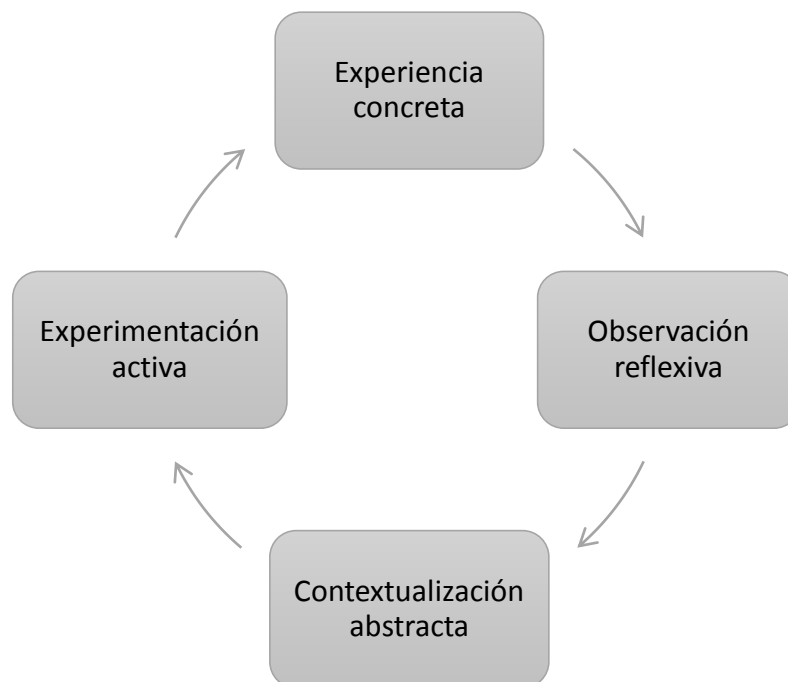 Experiencia
concreta
Observación
reflexiva
Contextualización
abstracta
Experimentación
activa